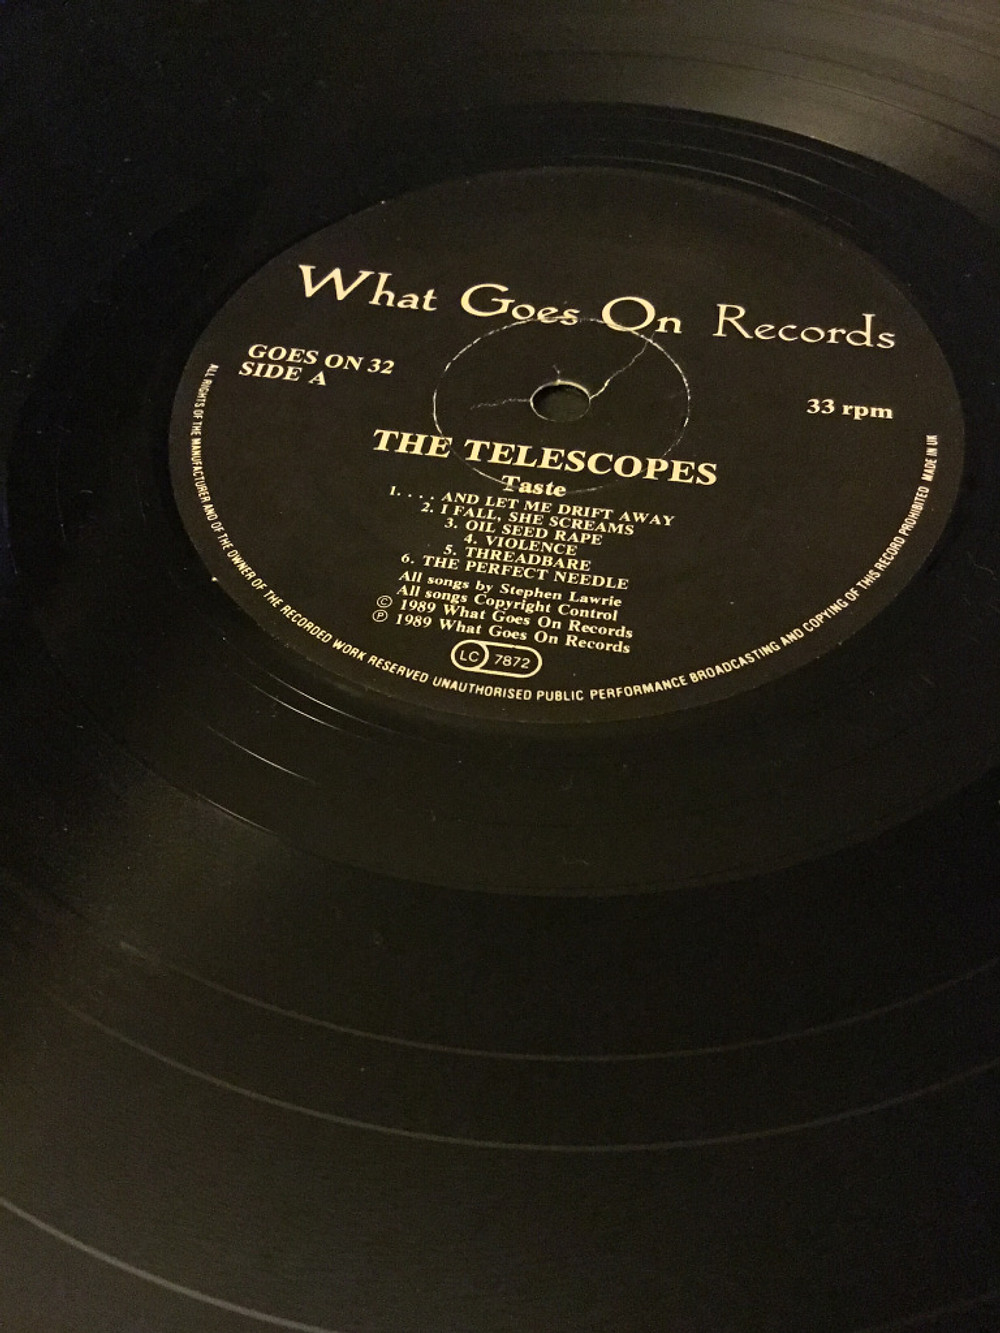 What Goes On Records
GOES ON 32
SIDE A
33 rpm
THE TELESCOPES
Taste
1. . . . . AND LET ME DRIFT AWAY
2. I FALL, SHE SCREAMS
3. OIL SEED RAPE
4. VIOLENCE
5. THREADBARE
6. THE PERFECT NEEDLE
All songs by Stephen Lawrie
All songs Copyright Control
© 1989 What Goes On Records
℗ 1989 What Goes On Records
LC 7872
ALL RIGHTS OF THE MANUFACTURER AND OF THE OWNER OF THE RECORDED WORK RESERVED UNAUTHORISED PUBLIC PERFORMANCE BROADCASTING AND COPYING OF THIS RECORD PROHIBITED MADE IN UK